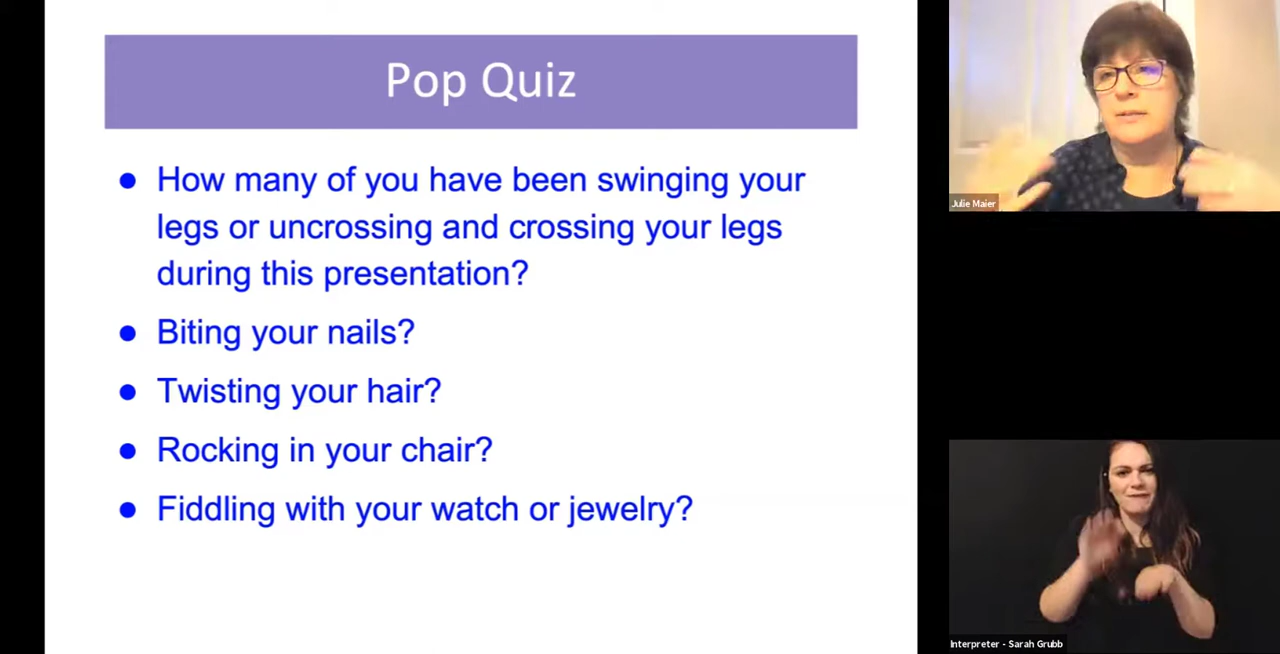 Pop Quiz
● How many of you have been swinging your
legs or uncrossing and crossing your legs
during this presentation?
● Biting your nails?
● Twisting your hair?
● Rocking in your chair?
● Fiddling with your watch or jewelry?
Julie Maier
Interpreter - Sarah Grubb